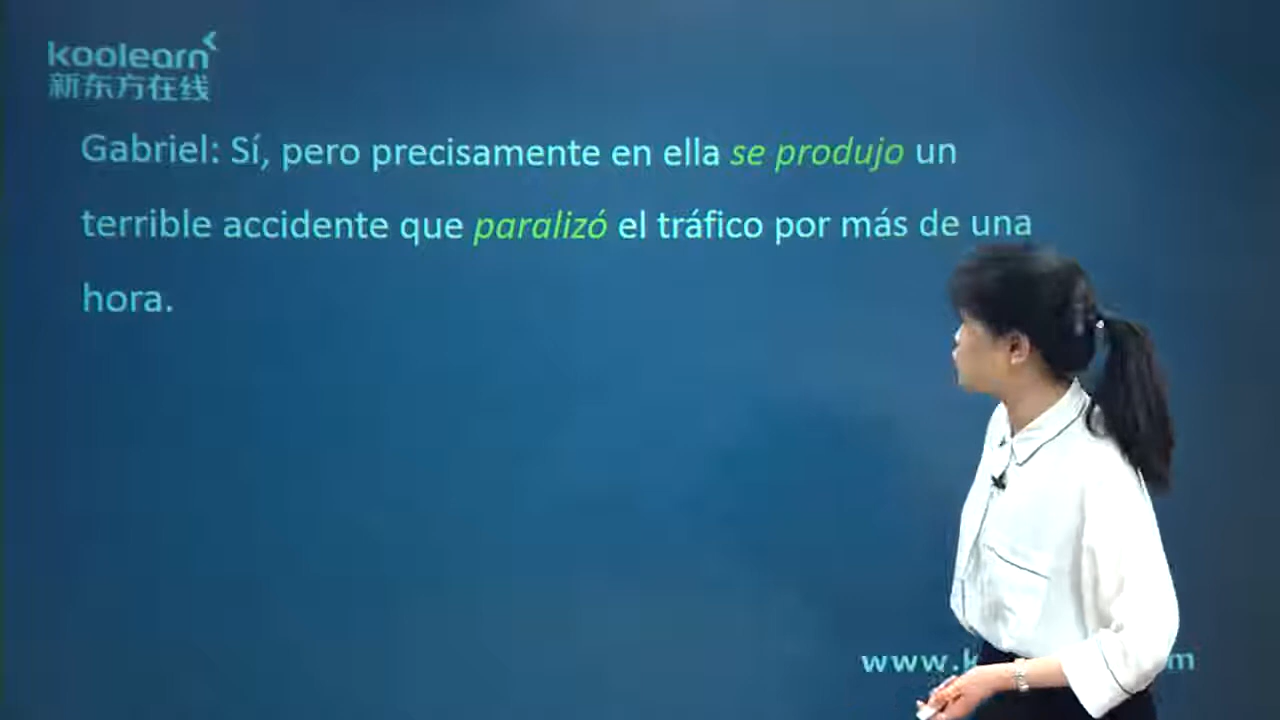 koolearn
新东方在线
Gabriel: Sí, pero precisamente en ella se produjo un
terrible accidente que paralizó el tráfico por más de una
hora.